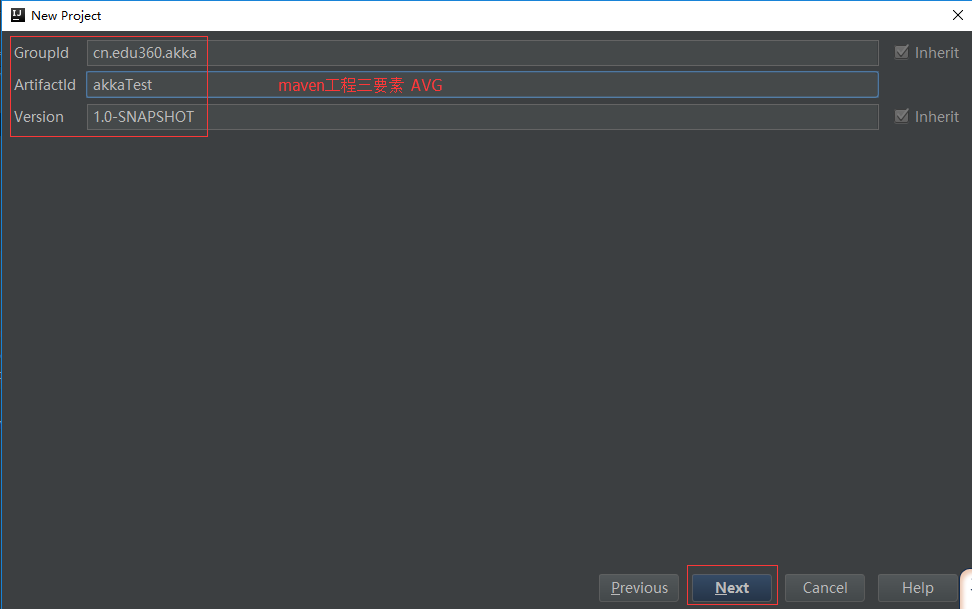 IJ New Project
GroupId cn.edu360.akka Inherit
ArtifactId akkaTest maven工程三要素 AVG
Version 1.0-SNAPSHOT Inherit
Previous Next Cancel Help